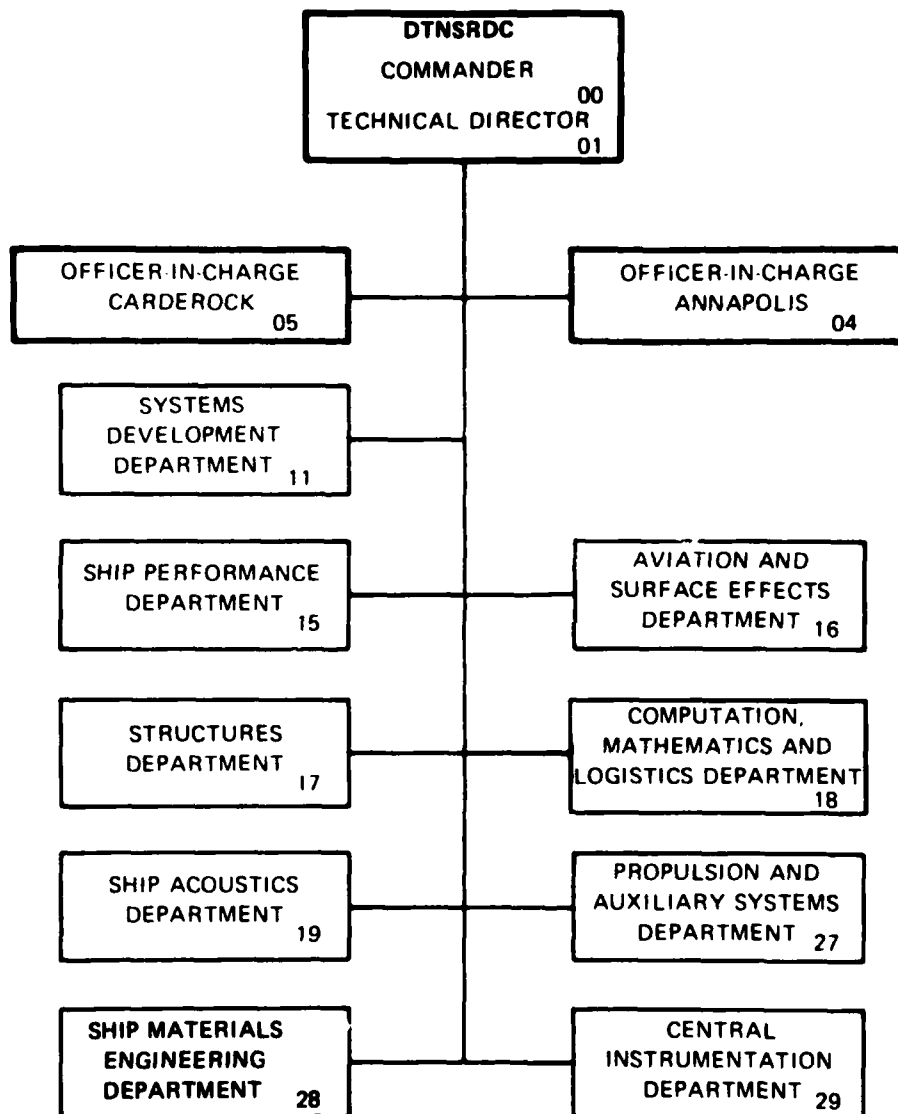 DTNSRDC
COMMANDER
00
TECHNICAL DIRECTOR
01
OFFICER-IN-CHARGE
CARDEROCK
05
OFFICER-IN-CHARGE
ANNAPOLIS
04
SYSTEMS
DEVELOPMENT
DEPARTMENT
11
SHIP PERFORMANCE
DEPARTMENT
15
AVIATION AND
SURFACE EFFECTS
DEPARTMENT
16
STRUCTURES
DEPARTMENT
17
COMPUTATION,
MATHEMATICS AND
LOGISTICS DEPARTMENT
18
SHIP ACOUSTICS
DEPARTMENT
19
PROPULSION AND
AUXILIARY SYSTEMS
DEPARTMENT
27
SHIP MATERIALS
ENGINEERING
DEPARTMENT
28
CENTRAL
INSTRUMENTATION
DEPARTMENT
29